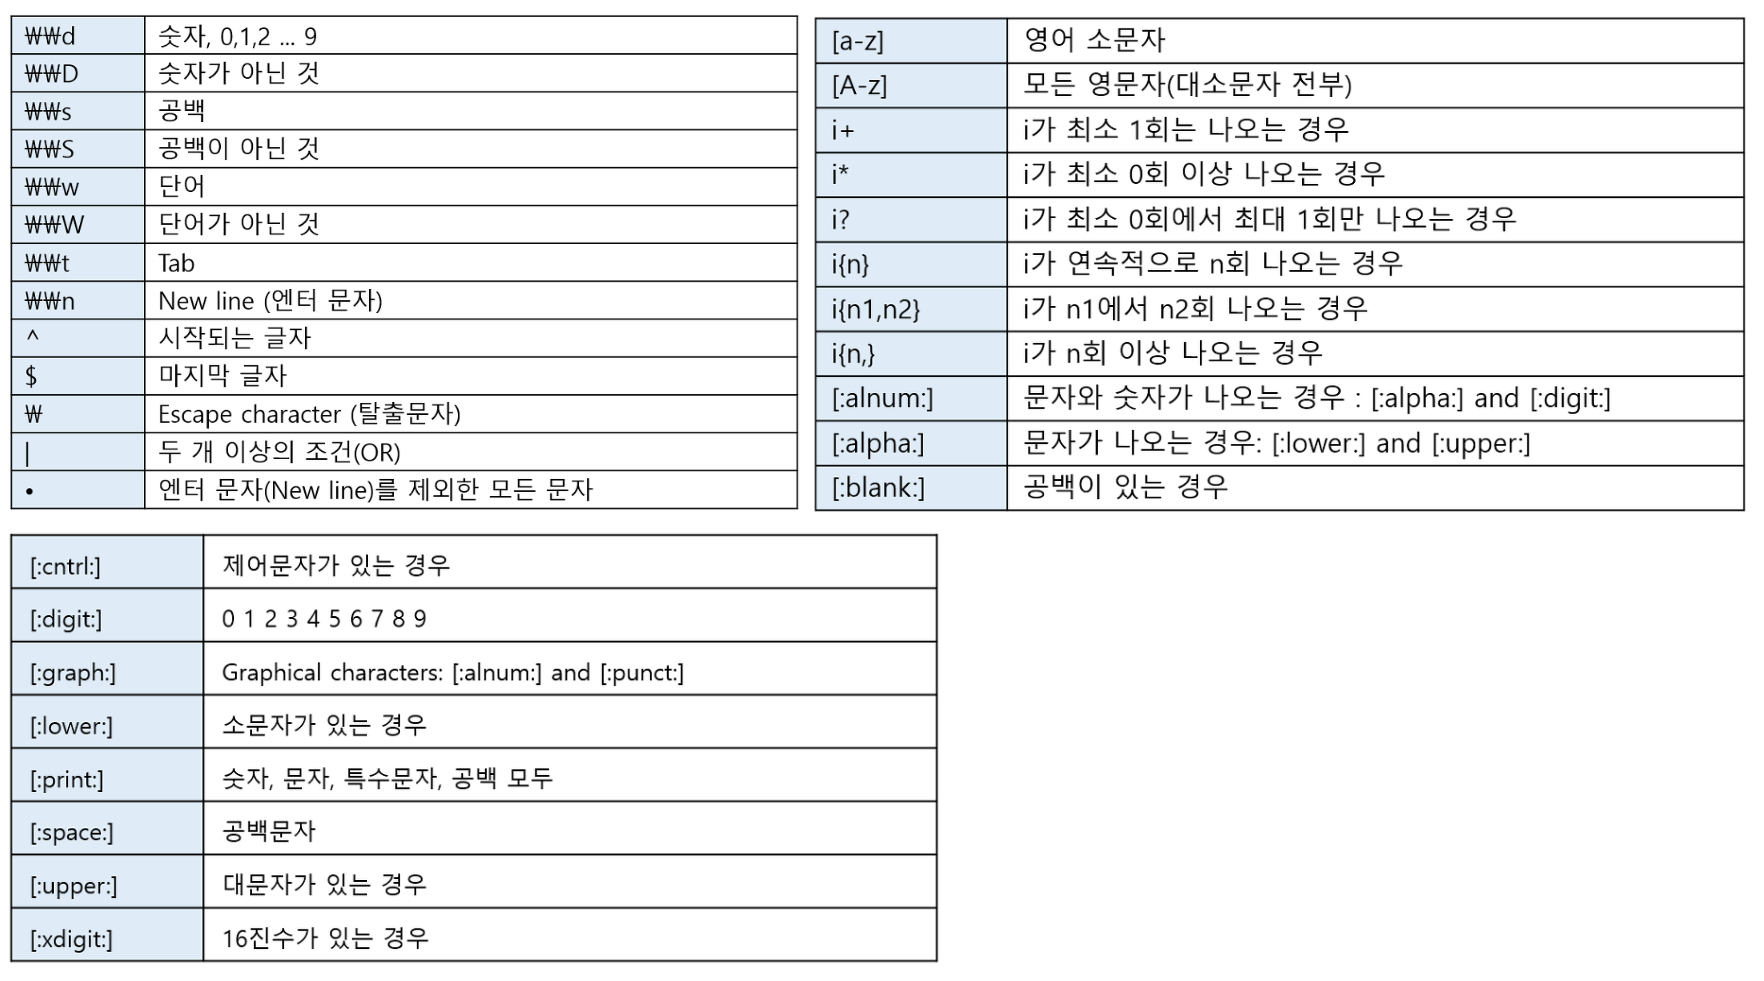 ₩₩d 숫자, 0,1,2 ... 9
₩₩D 숫자가 아닌 것
₩₩s 공백
₩₩S 공백이 아닌 것
₩₩w 단어
₩₩W 단어가 아닌 것
₩₩t Tab
₩₩n New line (엔터 문자)
^ 시작되는 글자
$ 마지막 글자
₩ Escape character (탈출문자)
| 두 개 이상의 조건(OR)
• 엔터 문자(New line)를 제외한 모든 문자
[a-z] 영어 소문자
[A-z] 모든 영문자(대소문자 전부)
i+ i가 최소 1회는 나오는 경우
i* i가 최소 0회 이상 나오는 경우
i? i가 최소 0회에서 최대 1회만 나오는 경우
i{n} i가 연속적으로 n회 나오는 경우
i{n1,n2} i가 n1에서 n2회 나오는 경우
i{n,} i가 n회 이상 나오는 경우
[:alnum:] 문자와 숫자가 나오는 경우 : [:alpha:] and [:digit:]
[:alpha:] 문자가 나오는 경우: [:lower:] and [:upper:]
[:blank:] 공백이 있는 경우
[:cntrl:] 제어문자가 있는 경우
[:digit:] 0 1 2 3 4 5 6 7 8 9
[:graph:] Graphical characters: [:alnum:] and [:punct:]
[:lower:] 소문자가 있는 경우
[:print:] 숫자, 문자, 특수문자, 공백 모두
[:space:] 공백문자
[:upper:] 대문자가 있는 경우
[:xdigit:] 16진수가 있는 경우